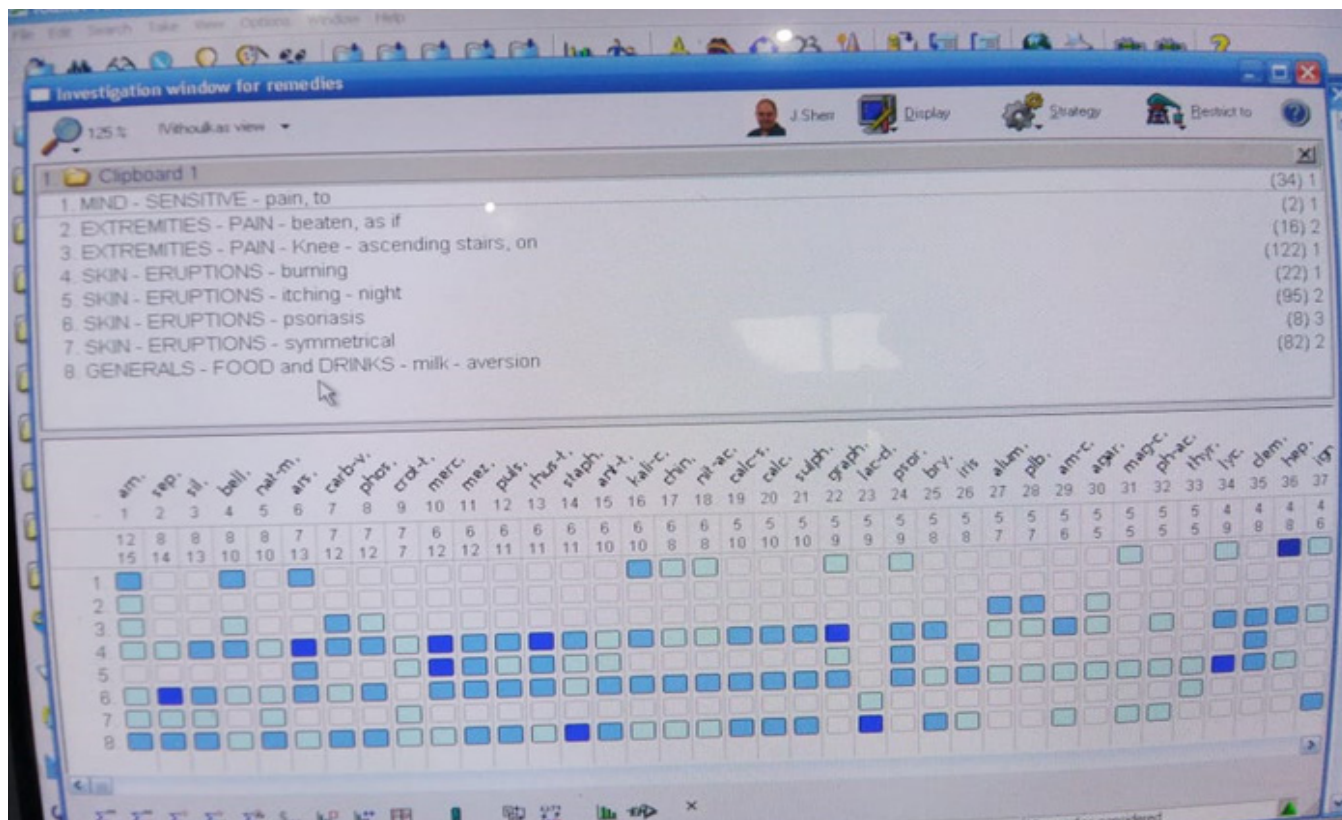 File Edit Search Take View Options Window Help
Investigation window for remedies
125 % IVithoulkas view J.Shen Display Strategy Restrict to
1 Clipboard 1
1. MIND - SENSITIVE - pain, to (34) 1
2. EXTREMITIES - PAIN - beaten, as if (2) 1
3. EXTREMITIES - PAIN - Knee - ascending stairs, on (16) 2
4. SKIN - ERUPTIONS - burning (122) 1
5. SKIN - ERUPTIONS - itching - night (22) 1
6. SKIN - ERUPTIONS - psoriasis (95) 2
7. SKIN - ERUPTIONS - symmetrical (8) 3
8. GENERALS - FOOD and DRINKS - milk - aversion (82) 2
arn. sep. sil. bell. nat-m. ars. carb-v. phos. crot-t. merc. mez. puls. rhus-t. staph. ant-t. kali-c. chin. nit-ac. calc-s. calc. sulph. graph. lac-d. psor. bry. iris alum. plb. am-c. agar. mag-c. ph-ac. thyr. lyc. clem. hep. ign
1 2 3 4 5 6 7 8 9 10 11 12 13 14 15 16 17 18 19 20 21 22 23 24 25 26 27 28 29 30 31 32 33 34 35 36 37
12 8 8 8 8 7 7 7 7 6 6 6 6 6 6 6 6 6 5 5 5 5 5 5 5 5 5 5 5 5 5 5 5 4 4 4 4
15 14 13 10 10 13 12 12 7 12 12 11 11 11 10 10 8 8 10 10 10 9 9 9 8 8 7 7 6 5 5 5 5 9 8 8 6
1
2
3
4
5
6
7
8
considered